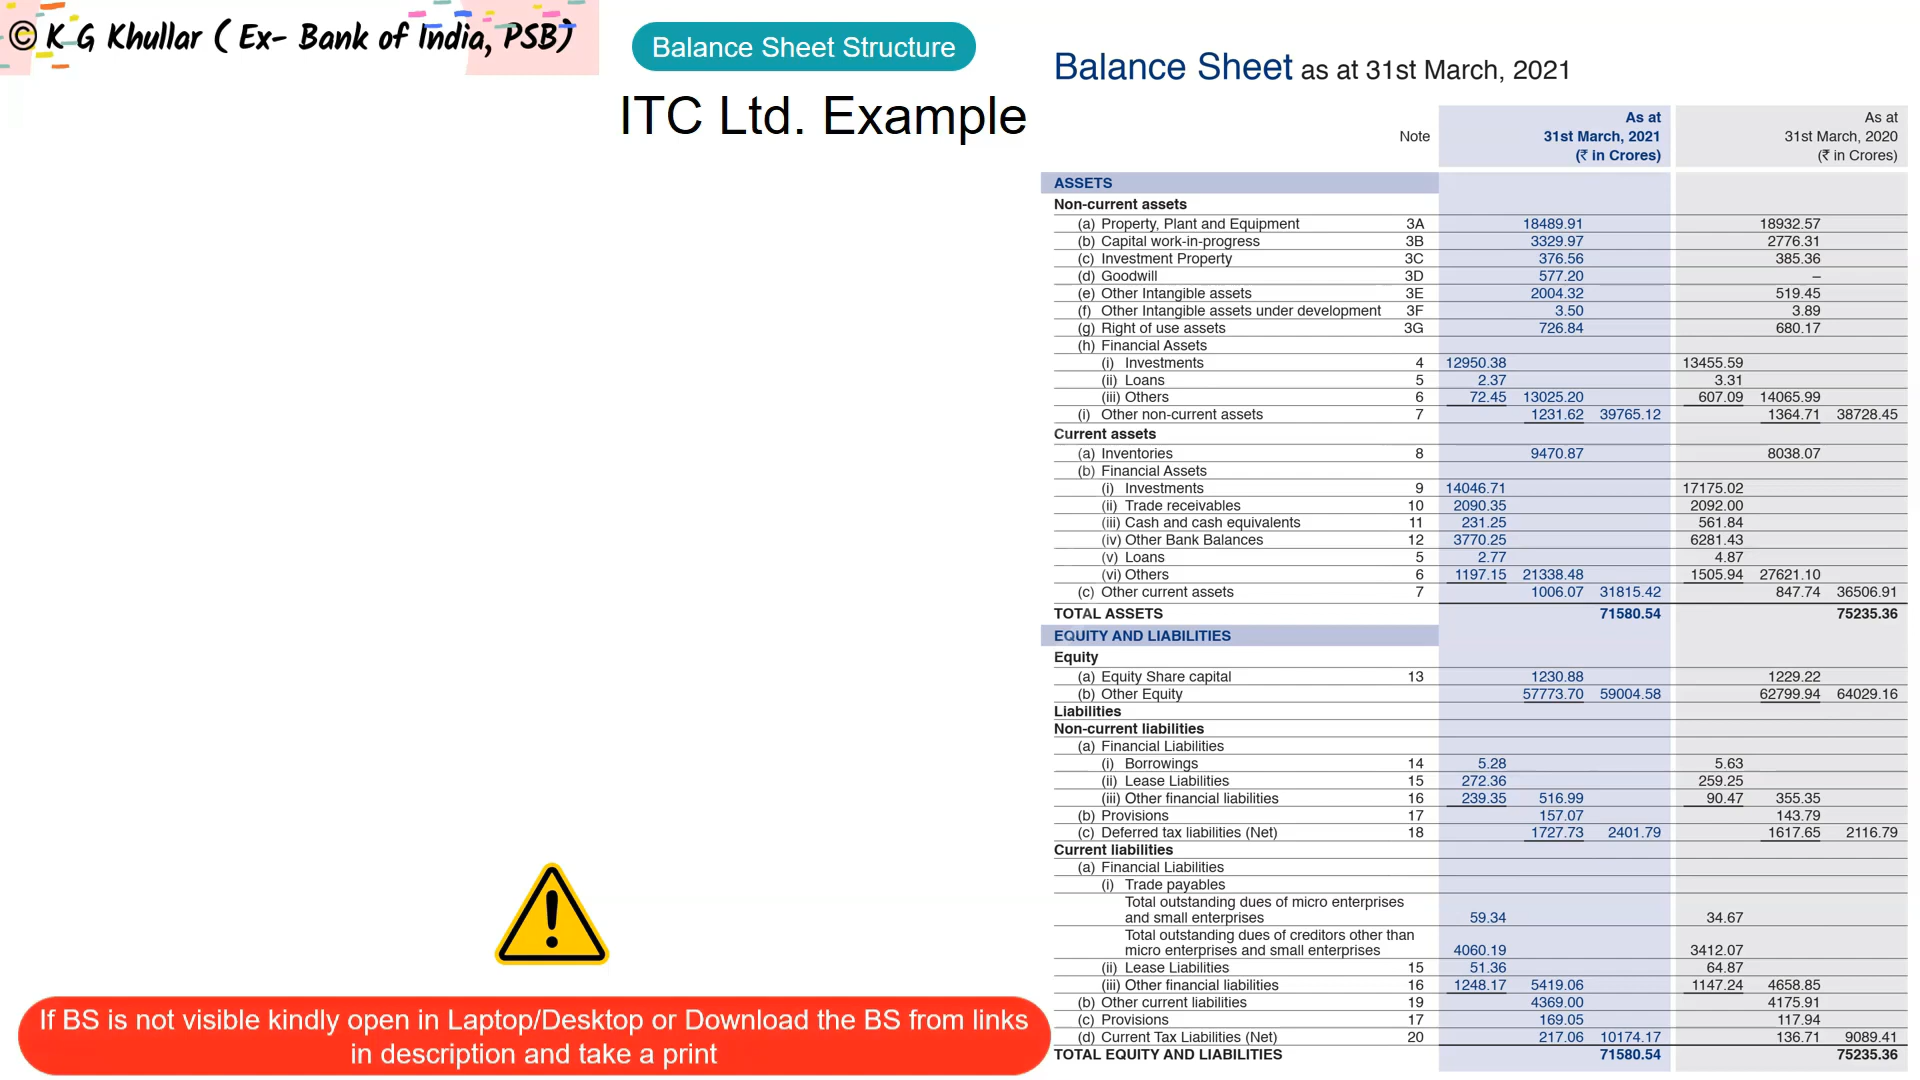 © K G Khullar ( Ex- Bank of India, PSB)
Balance Sheet Structure
ITC Ltd. Example
Balance Sheet as at 31st March, 2021
Note As at 31st March, 2021 (₹ in Crores) As at 31st March, 2020 (₹ in Crores)
ASSETS
Non-current assets
(a) Property, Plant and Equipment 3A 18489.91 18932.57
(b) Capital work-in-progress 3B 3329.97 2776.31
(c) Investment Property 3C 376.56 385.36
(d) Goodwill 3D 577.20 –
(e) Other Intangible assets 3E 2004.32 519.45
(f) Other Intangible assets under development 3F 3.50 3.89
(g) Right of use assets 3G 726.84 680.17
(h) Financial Assets
(i) Investments 4 12950.38 13455.59
(ii) Loans 5 2.37 3.31
(iii) Others 6 72.45 13025.20 607.09 14065.99
(i) Other non-current assets 7 1231.62 39765.12 1364.71 38728.45
Current assets
(a) Inventories 8 9470.87 8038.07
(b) Financial Assets
(i) Investments 9 14046.71 17175.02
(ii) Trade receivables 10 2090.35 2092.00
(iii) Cash and cash equivalents 11 231.25 561.84
(iv) Other Bank Balances 12 3770.25 6281.43
(v) Loans 5 2.77 4.87
(vi) Others 6 1197.15 21338.48 1505.94 27621.10
(c) Other current assets 7 1006.07 31815.42 847.74 36506.91
TOTAL ASSETS 71580.54 75235.36
EQUITY AND LIABILITIES
Equity
(a) Equity Share capital 13 1230.88 1229.22
(b) Other Equity 57773.70 59004.58 62799.94 64029.16
Liabilities
Non-current liabilities
(a) Financial Liabilities
(i) Borrowings 14 5.28 5.63
(ii) Lease Liabilities 15 272.36 259.25
(iii) Other financial liabilities 16 239.35 516.99 90.47 355.35
(b) Provisions 17 157.07 143.79
(c) Deferred tax liabilities (Net) 18 1727.73 2401.79 1617.65 2116.79
Current liabilities
(a) Financial Liabilities
(i) Trade payables
Total outstanding dues of micro enterprises
and small enterprises 59.34 34.67
Total outstanding dues of creditors other than
micro enterprises and small enterprises 4060.19 3412.07
(ii) Lease Liabilities 15 51.36 64.87
(iii) Other financial liabilities 16 1248.17 5419.06 1147.24 4658.85
(b) Other current liabilities 19 4369.00 4175.91
(c) Provisions 17 169.05 117.94
(d) Current Tax Liabilities (Net) 20 217.06 10174.17 136.71 9089.41
TOTAL EQUITY AND LIABILITIES 71580.54 75235.36
If BS is not visible kindly open in Laptop/Desktop or Download the BS from links
in description and take a print